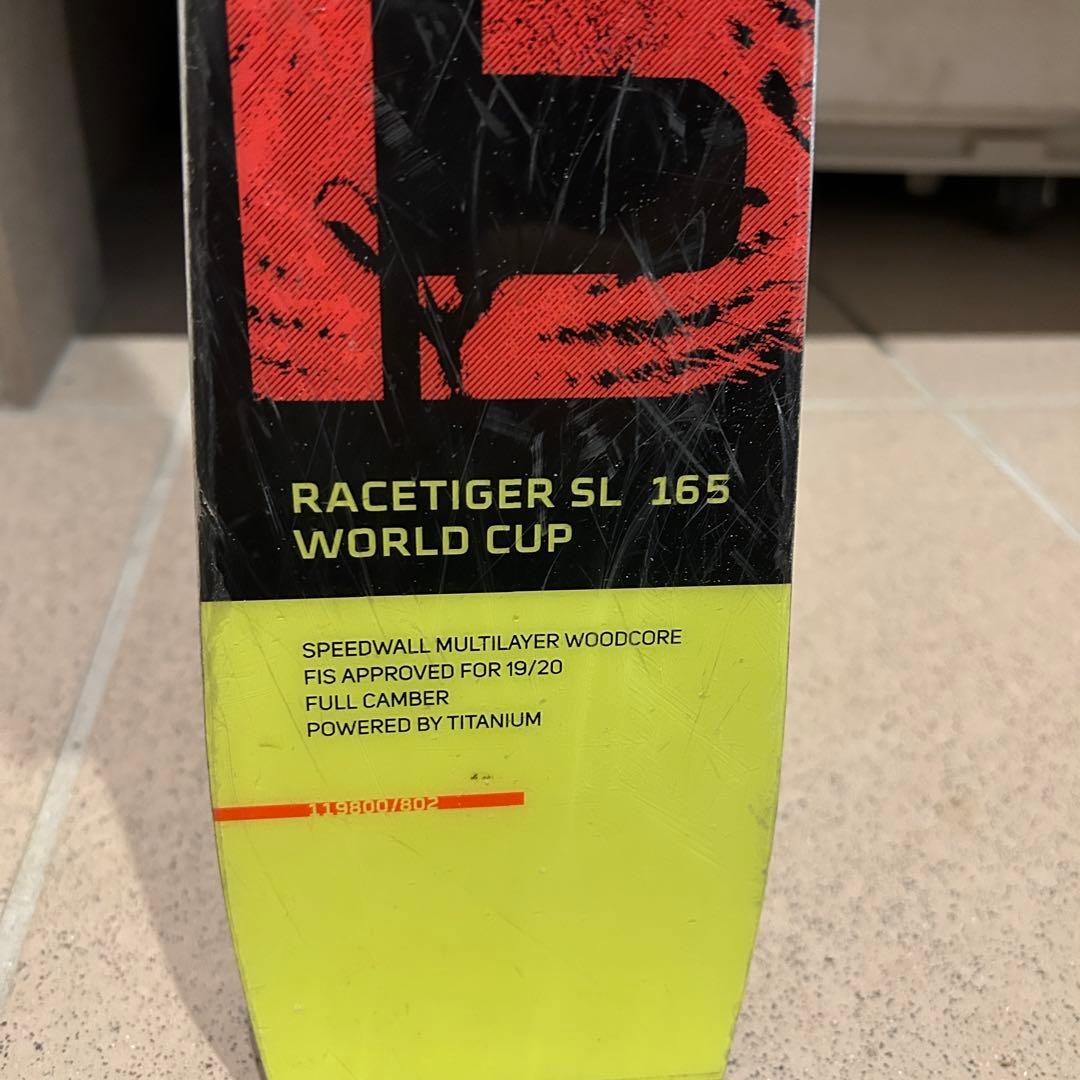 RACETIGER SL 165
WORLD CUP
SPEEDWALL MULTILAYER WOODCORE
FIS APPROVED FOR 19/20
FULL CAMBER
POWERED BY TITANIUM
119800/802